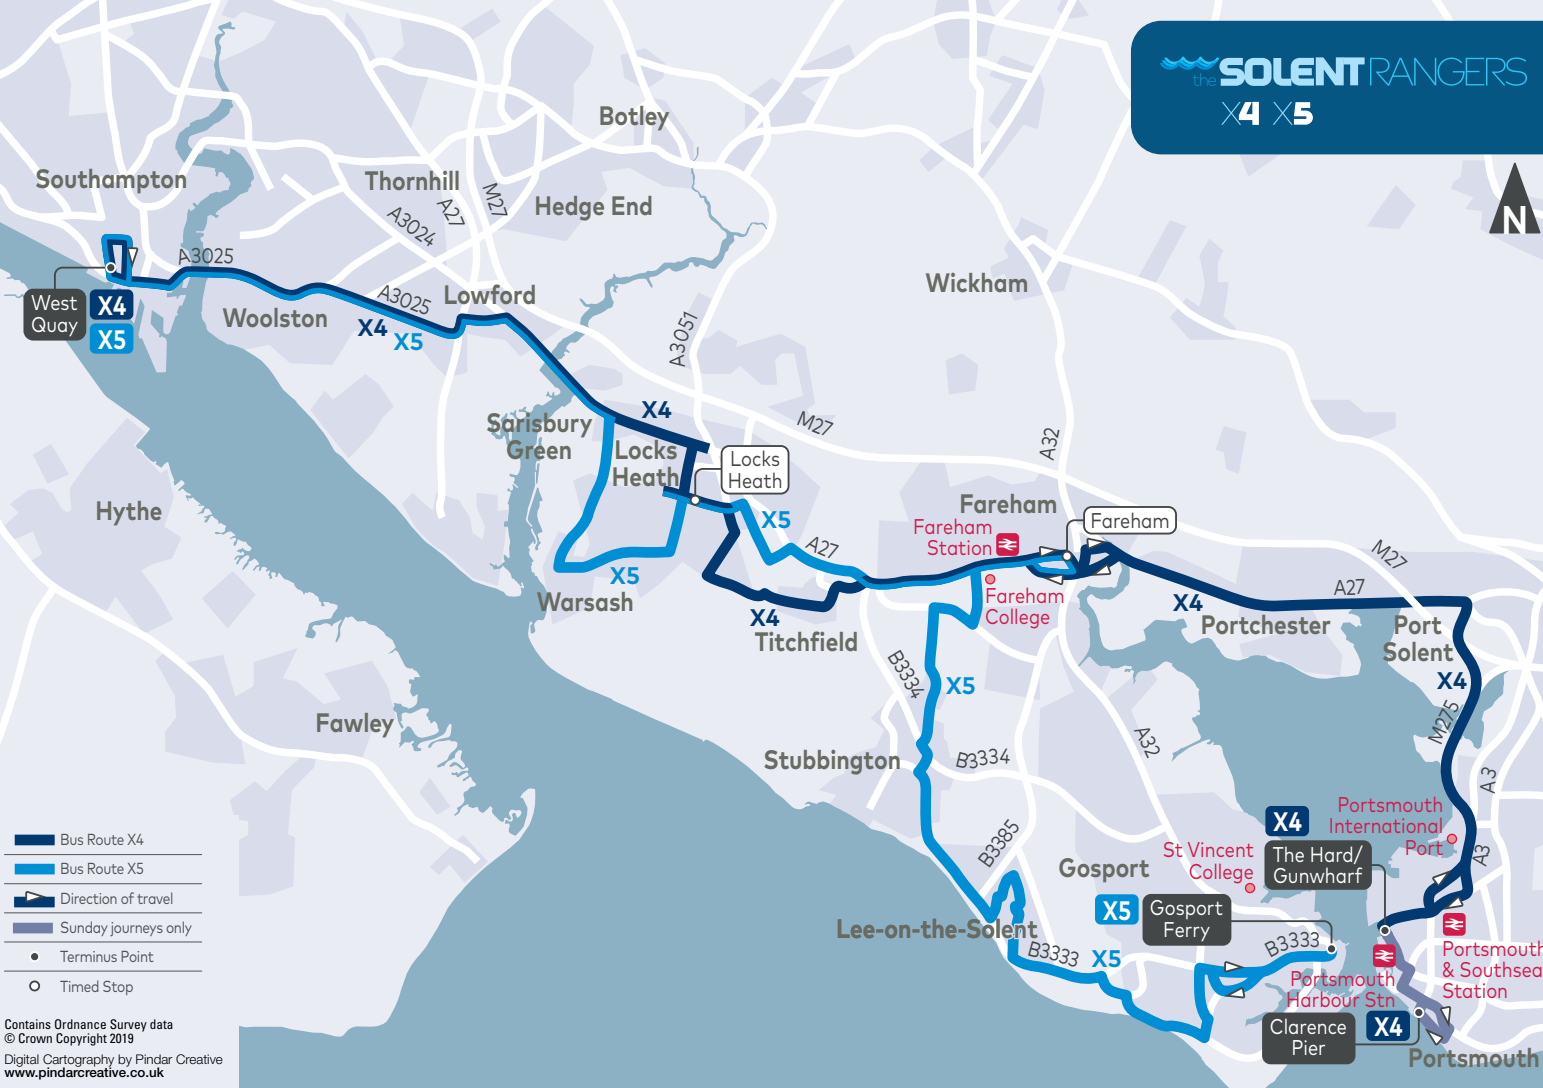 the SOLENT RANGERS
X4 X5
N
Botley
Southampton
Thornhill
A27
M27
Hedge End
A3024
A3025
Wickham
West
Quay
X4
X5
Woolston
A3025
Lowford
X4
X5
A3051
X4
M27
A32
Sarisbury
Green
Locks
Heath
Locks
Heath
Hythe
X5
A27
Fareham
Fareham
Station
Fareham
M27
X5
Warsash
X4
Titchfield
Fareham
College
X4
A27
Portchester
Port
Solent
B3334
X5
X4
M275
Fawley
A32
Stubbington
B3334
A3
B3385
Portsmouth
International
Port
X4
The Hard/
Gunwharf
A3
St Vincent
College
Gosport
X5
Gosport
Ferry
Lee-on-the-Solent
B3333
X5
B3333
Portsmouth
Harbour Stn
Portsmouth
& Southsea
Station
Clarence
Pier
X4
Portsmouth
Bus Route X4
Bus Route X5
Direction of travel
Sunday journeys only
Terminus Point
Timed Stop
Contains Ordnance Survey data
© Crown Copyright 2019
Digital Cartography by Pindar Creative
www.pindarcreative.co.uk